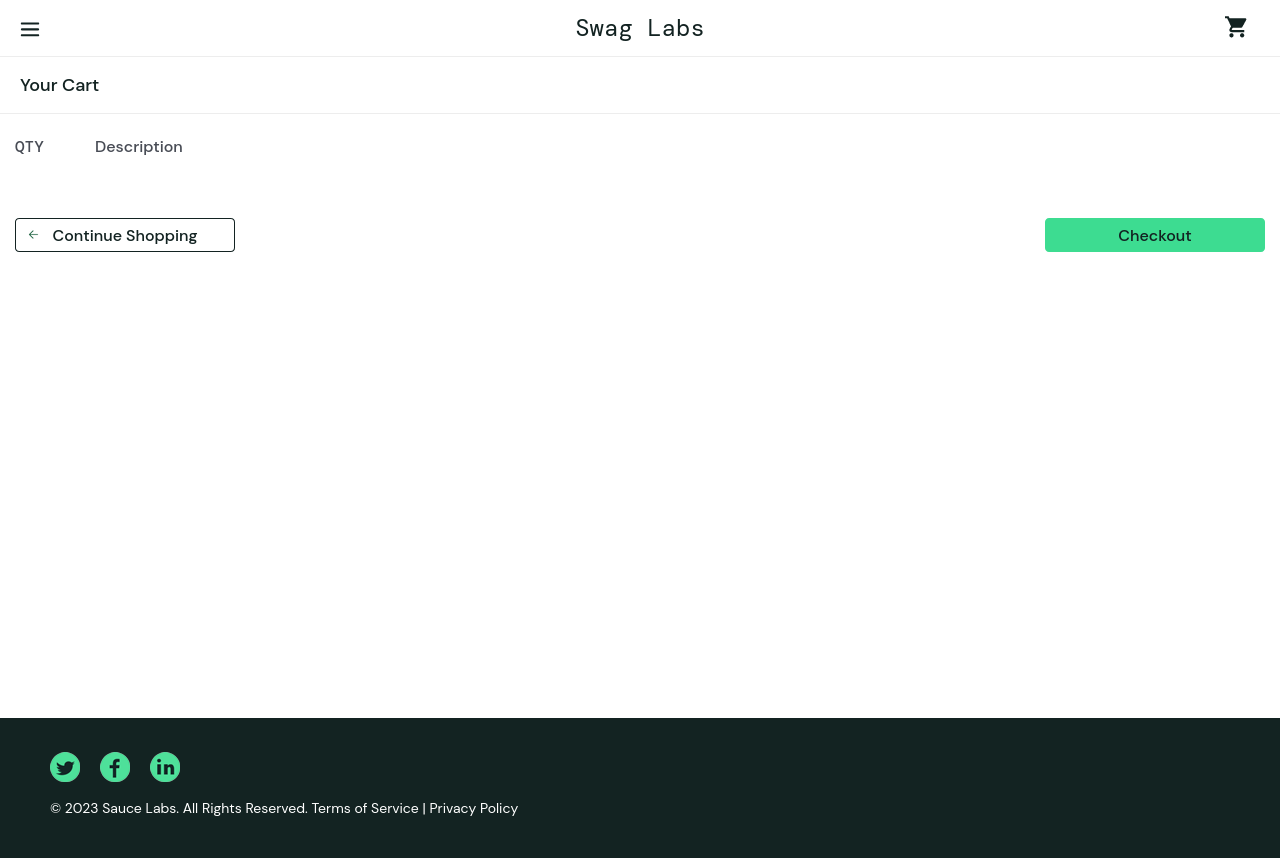 Swag Labs
Your Cart
QTY Description
Continue Shopping
Checkout
© 2023 Sauce Labs. All Rights Reserved. Terms of Service | Privacy Policy